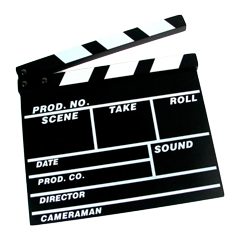 PROD. NO.
SCENE TAKE ROLL
DATE SOUND
PROD. CO.
DIRECTOR
CAMERAMAN